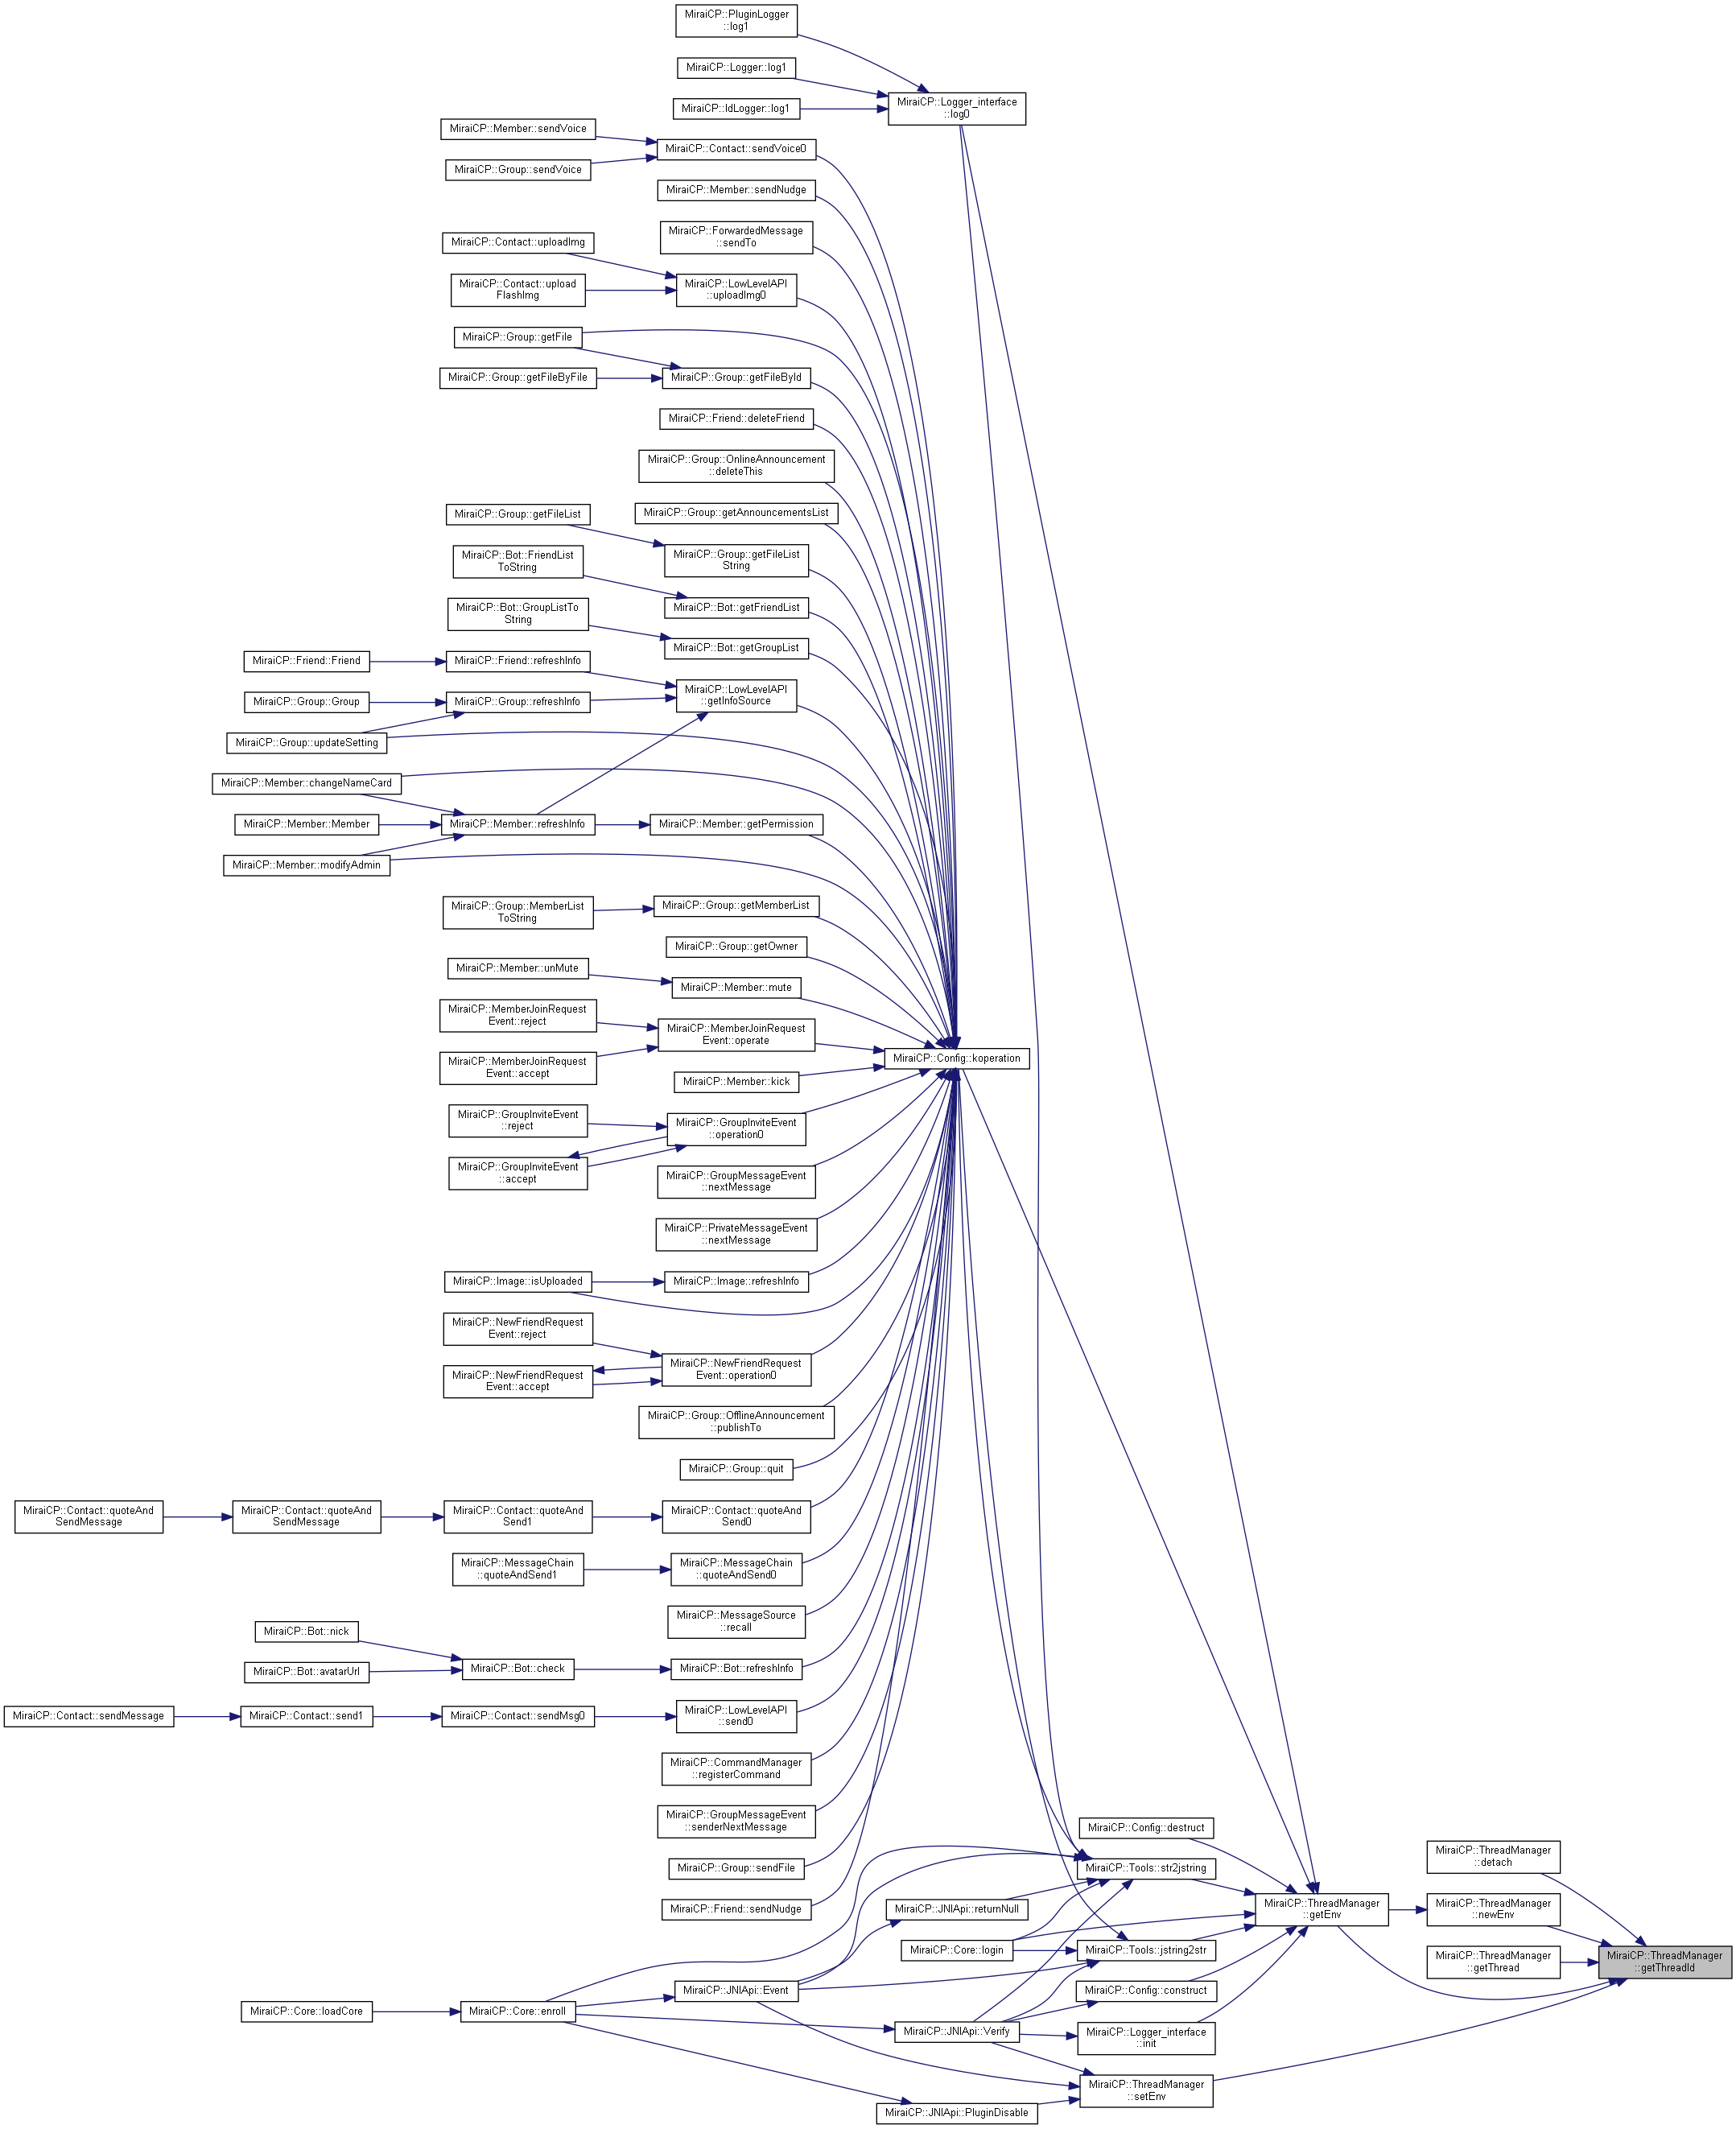 MiraiCP::PluginLogger
::log1
MiraiCP::Logger::log1
MiraiCP::IdLogger::log1
MiraiCP::Logger_interface
::log0
MiraiCP::Member::sendVoice
MiraiCP::Group::sendVoice
MiraiCP::Contact::sendVoice0
MiraiCP::Member::sendNudge
MiraiCP::ForwardedMessage
::sendTo
MiraiCP::Contact::uploadImg
MiraiCP::Contact::upload
FlashImg
MiraiCP::LowLevelAPI
::uploadImg0
MiraiCP::Group::getFile
MiraiCP::Group::getFileByFile
MiraiCP::Group::getFileById
MiraiCP::Friend::deleteFriend
MiraiCP::Group::OnlineAnnouncement
::deleteThis
MiraiCP::Group::getAnnouncementsList
MiraiCP::Group::getFileList
MiraiCP::Group::getFileList
String
MiraiCP::Bot::FriendList
ToString
MiraiCP::Bot::getFriendList
MiraiCP::Bot::GroupListTo
String
MiraiCP::Bot::getGroupList
MiraiCP::Friend::Friend
MiraiCP::Friend::refreshInfo
MiraiCP::Group::Group
MiraiCP::Group::refreshInfo
MiraiCP::LowLevelAPI
::getInfoSource
MiraiCP::Group::updateSetting
MiraiCP::Member::changeNameCard
MiraiCP::Member::Member
MiraiCP::Member::refreshInfo
MiraiCP::Member::getPermission
MiraiCP::Member::modifyAdmin
MiraiCP::Group::MemberList
ToString
MiraiCP::Group::getMemberList
MiraiCP::Group::getOwner
MiraiCP::Member::unMute
MiraiCP::Member::mute
MiraiCP::MemberJoinRequest
Event::reject
MiraiCP::MemberJoinRequest
Event::operate
MiraiCP::MemberJoinRequest
Event::accept
MiraiCP::Config::koperation
MiraiCP::Member::kick
MiraiCP::GroupInviteEvent
::reject
MiraiCP::GroupInviteEvent
::operation0
MiraiCP::GroupInviteEvent
::accept
MiraiCP::GroupMessageEvent
::nextMessage
MiraiCP::PrivateMessageEvent
::nextMessage
MiraiCP::Image::isUploaded
MiraiCP::Image::refreshInfo
MiraiCP::NewFriendRequest
Event::reject
MiraiCP::NewFriendRequest
Event::accept
MiraiCP::NewFriendRequest
Event::operation0
MiraiCP::Group::OfflineAnnouncement
::publishTo
MiraiCP::Group::quit
MiraiCP::Contact::quoteAnd
SendMessage
MiraiCP::Contact::quoteAnd
SendMessage
MiraiCP::Contact::quoteAnd
Send1
MiraiCP::Contact::quoteAnd
Send0
MiraiCP::MessageChain
::quoteAndSend1
MiraiCP::MessageChain
::quoteAndSend0
MiraiCP::MessageSource
::recall
MiraiCP::Bot::nick
MiraiCP::Bot::avatarUrl
MiraiCP::Bot::check
MiraiCP::Bot::refreshInfo
MiraiCP::Contact::sendMessage
MiraiCP::Contact::send1
MiraiCP::Contact::sendMsg0
MiraiCP::LowLevelAPI
::send0
MiraiCP::CommandManager
::registerCommand
MiraiCP::GroupMessageEvent
::senderNextMessage
MiraiCP::Group::sendFile
MiraiCP::Friend::sendNudge
MiraiCP::Config::destruct
MiraiCP::Tools::str2jstring
MiraiCP::JNIApi::returnNull
MiraiCP::Core::login
MiraiCP::Tools::jstring2str
MiraiCP::ThreadManager
::getEnv
MiraiCP::ThreadManager
::detach
MiraiCP::ThreadManager
::newEnv
MiraiCP::ThreadManager
::getThread
MiraiCP::ThreadManager
::getThreadId
MiraiCP::JNIApi::Event
MiraiCP::Config::construct
MiraiCP::Core::loadCore
MiraiCP::Core::enroll
MiraiCP::JNIApi::Verify
MiraiCP::Logger_interface
::init
MiraiCP::ThreadManager
::setEnv
MiraiCP::JNIApi::PluginDisable